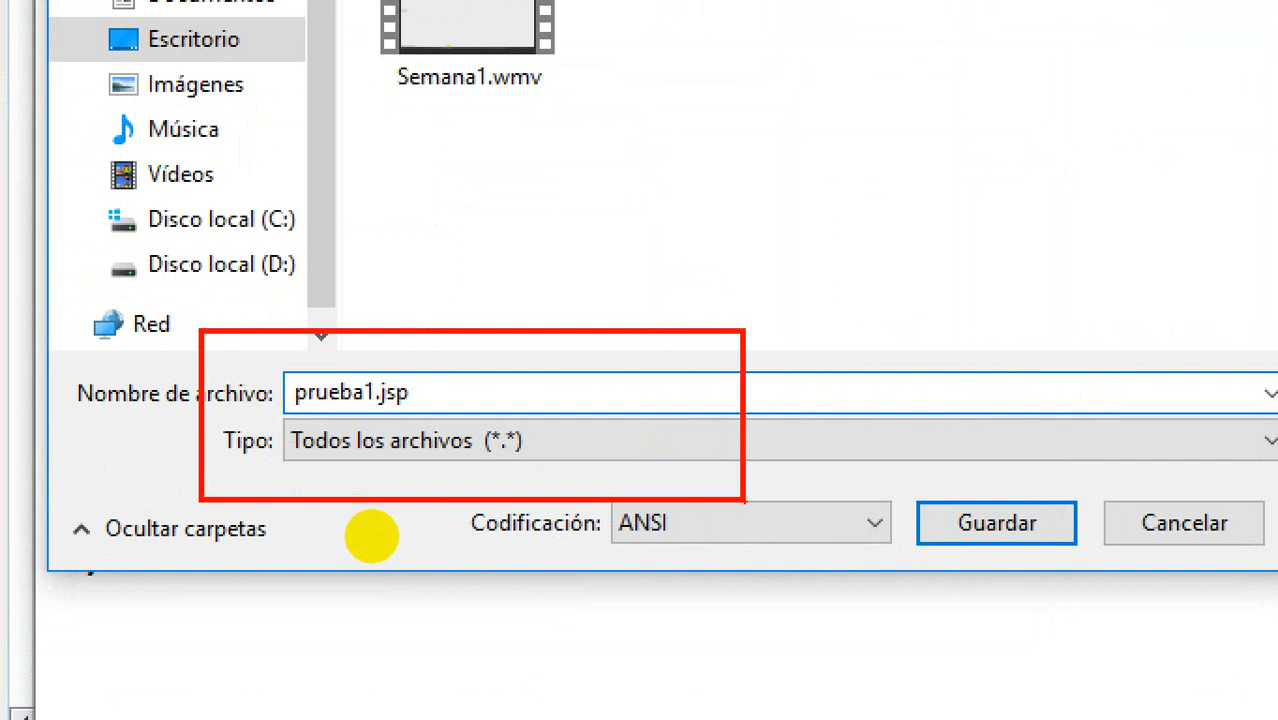 Documentos
Escritorio
Imágenes
Música
Vídeos
Disco local (C:)
Disco local (D:)
Red
Semana1.wmv
Nombre de archivo: prueba1.jsp
Tipo: Todos los archivos (*.*)
Ocultar carpetas
Codificación: ANSI
Guardar
Cancelar